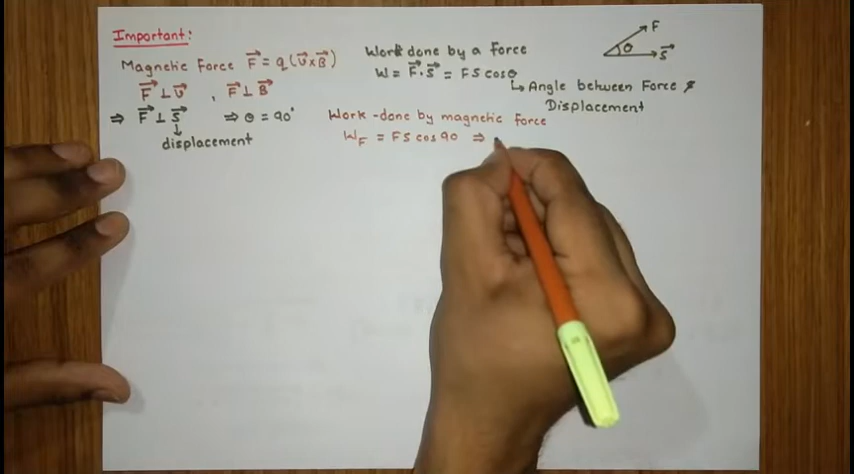 Important:
Magnetic Force F⃗ = q(v⃗ x B⃗)
F⃗ ⊥ v⃗ , F⃗ ⊥ B⃗
⇒ F⃗ ⊥ S⃗ ⇒ θ = 90°
↓
displacement
Work done by a Force
W = F⃗ . S⃗ = FS cosθ
↳ Angle between Force &
Displacement
F
θ
S⃗
Work-done by magnetic force
W_F = FS cos 90 ⇒